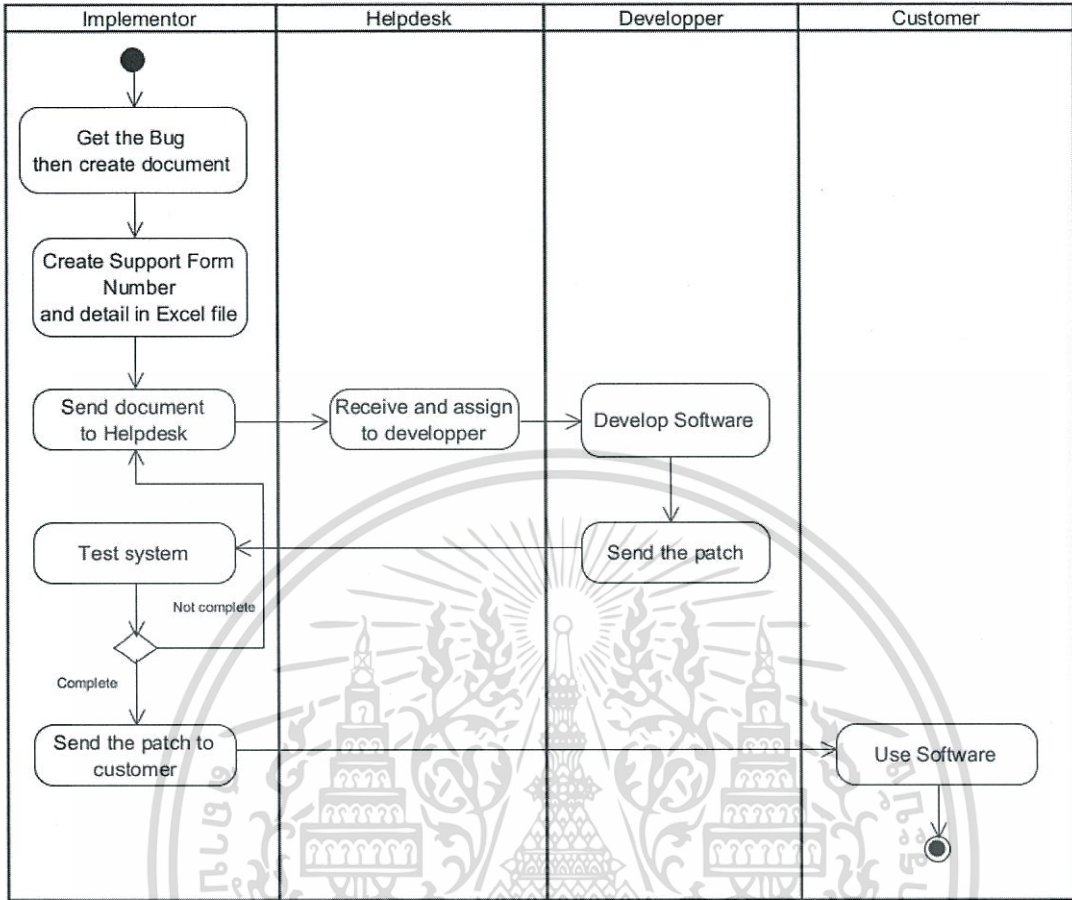 Implementor
Helpdesk
Developper
Customer
Get the Bug
then create document
Create Support Form
Number
and detail in Excel file
Send document
to Helpdesk
Receive and assign
to developper
Develop Software
Test system
Send the patch
Not complete
Complete
Send the patch to
customer
Use Software